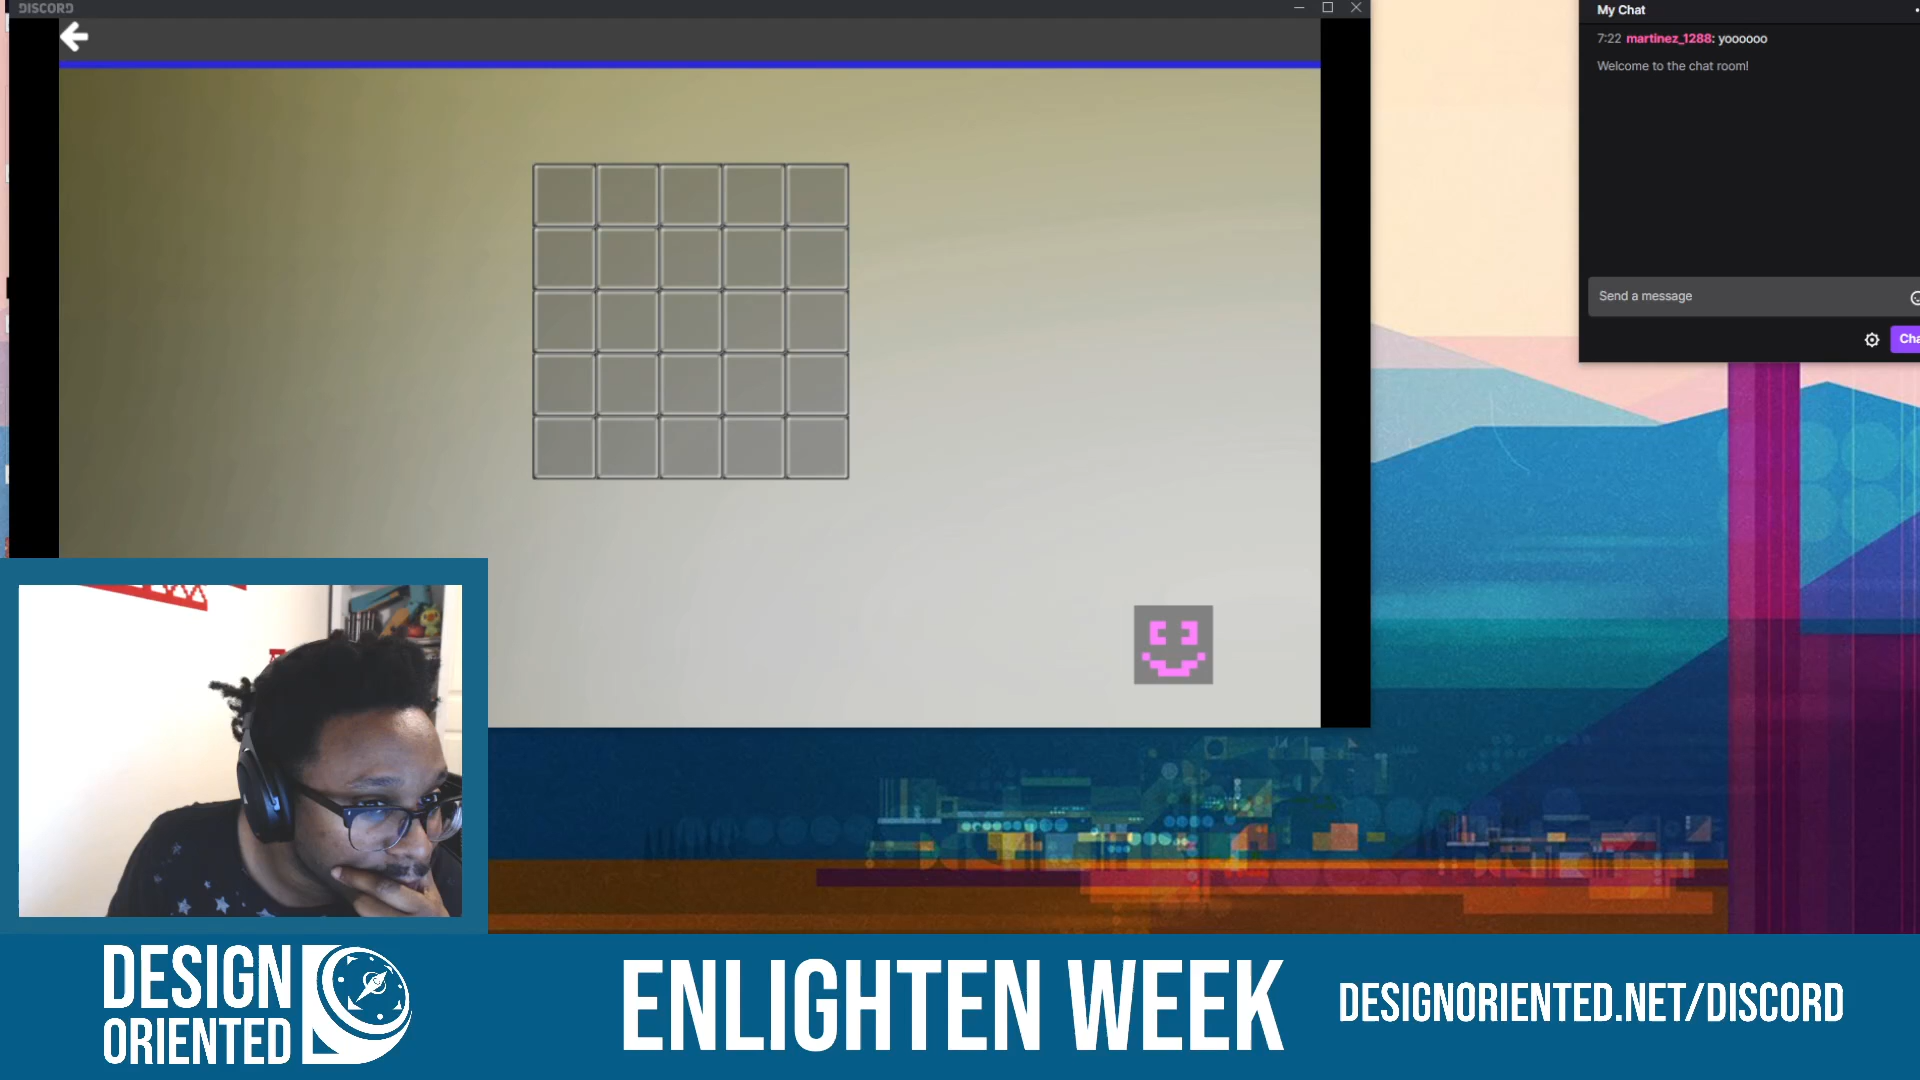 DISCORD
My Chat
7:22 martinez_1288: yoooooo
Welcome to the chat room!
Send a message
DESIGN
ORIENTED
ENLIGHTEN WEEK
DESIGNORIENTED.NET/DISCORD